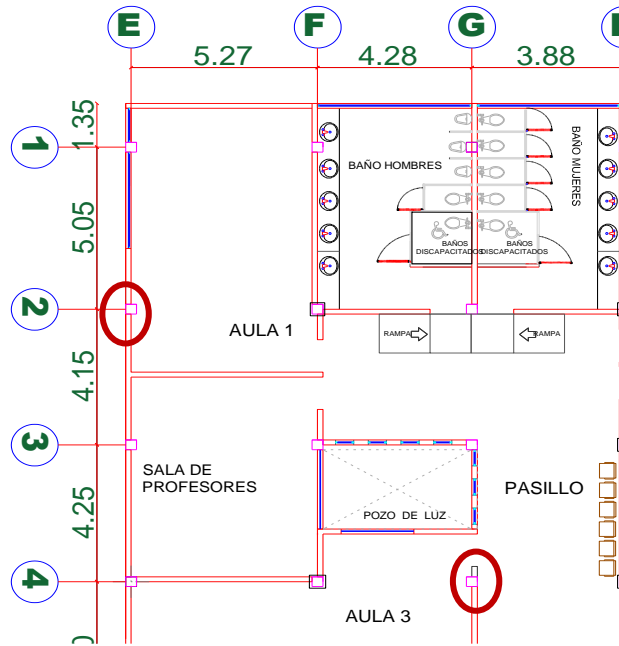 E
F
G
5.27
4.28
3.88
1.35
1
BAÑO HOMBRES
BAÑO MUJERES
5.05
BAÑOS
DISCAPACITADOS
BAÑOS
DISCAPACITADOS
2
AULA 1
RAMPA
RAMPA
4.15
3
SALA DE
PROFESORES
PASILLO
POZO DE LUZ
4.25
4
AULA 3